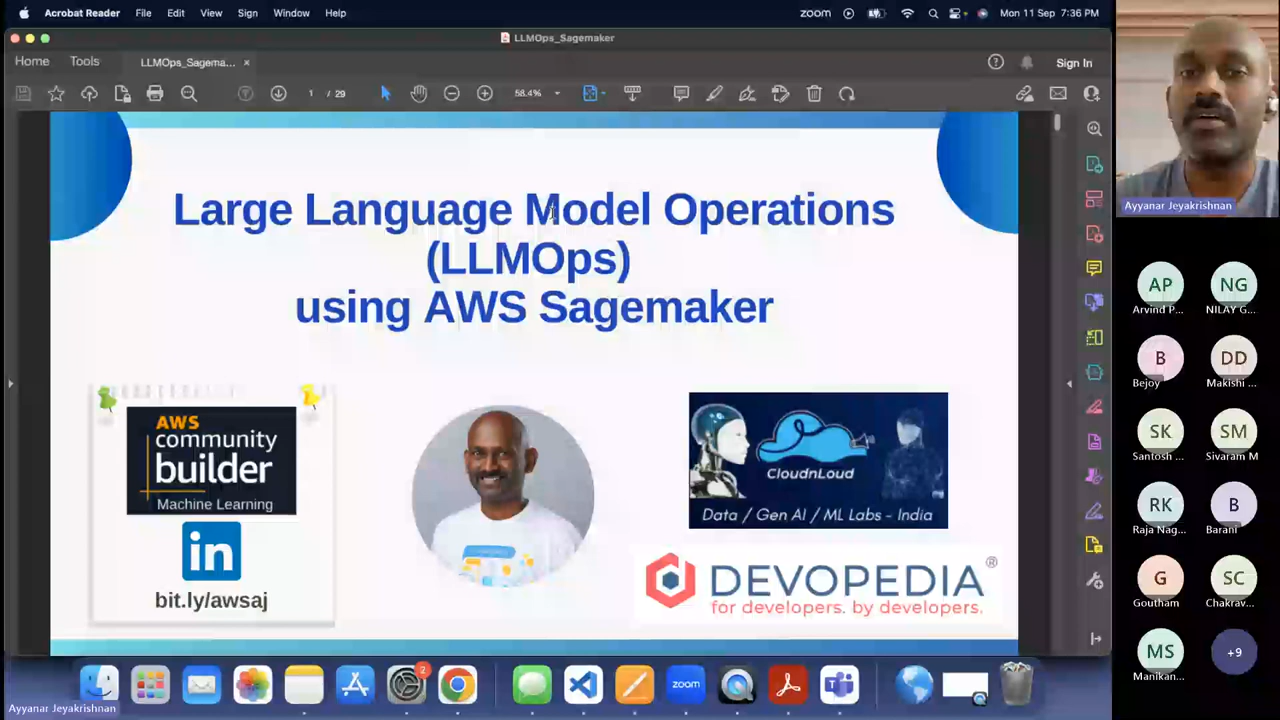 Acrobat Reader File Edit View Sign Window Help
zoom Mon 11 Sep 7:36 PM
LLMOps_Sagemaker
Home Tools LLMOps_Sagema... × Sign In
1 / 29 58.4%
Large Language Model Operations
(LLMOps)
using AWS Sagemaker
AWS
community
builder
Machine Learning
in
bit.ly/awsaj
CloudnLoud
Data / Gen AI / ML Labs - India
DEVOPEDIA®
for developers. by developers.
2
zoom
Ayyanar Jeyakrishnan
Ayyanar Jeyakrishnan
AP NG
Arvind P... NILAY G...
B DD
Bejoy Makishi ...
SK SM
Santosh ... Sivaram M
RK B
Raja Nag... Barani
G SC
Goutham Chakrav...
MS +9
Manikan...